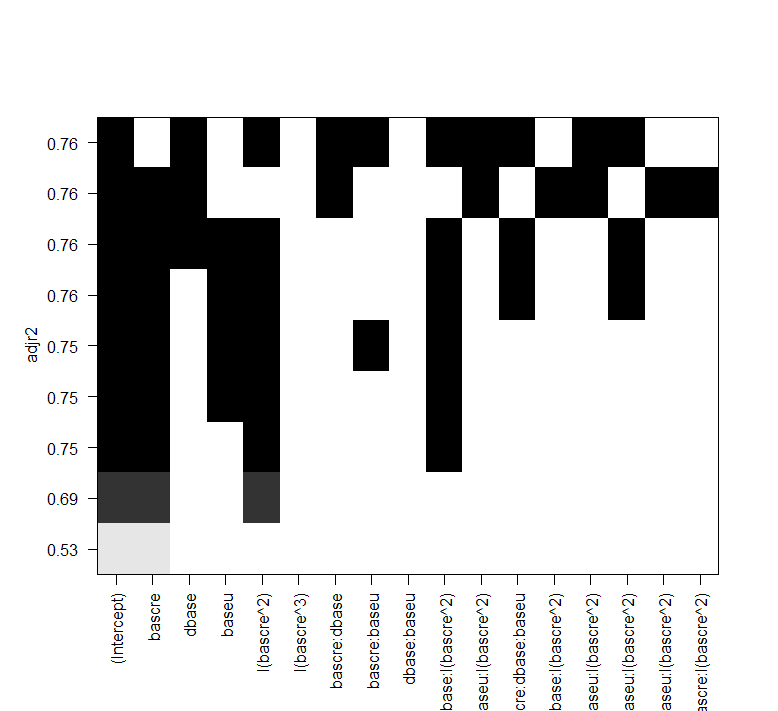 adjr2
0.76
0.76
0.76
0.76
0.75
0.75
0.75
0.69
0.53
(Intercept)
bascre
dbase
baseu
I(bascre^2)
I(bascre^3)
bascre:dbase
bascre:baseu
dbase:baseu
base:I(bascre^2)
aseu:I(bascre^2)
cre:dbase:baseu
base:I(bascre^2)
aseu:I(bascre^2)
aseu:I(bascre^2)
aseu:I(bascre^2)
ascre:I(bascre^2)